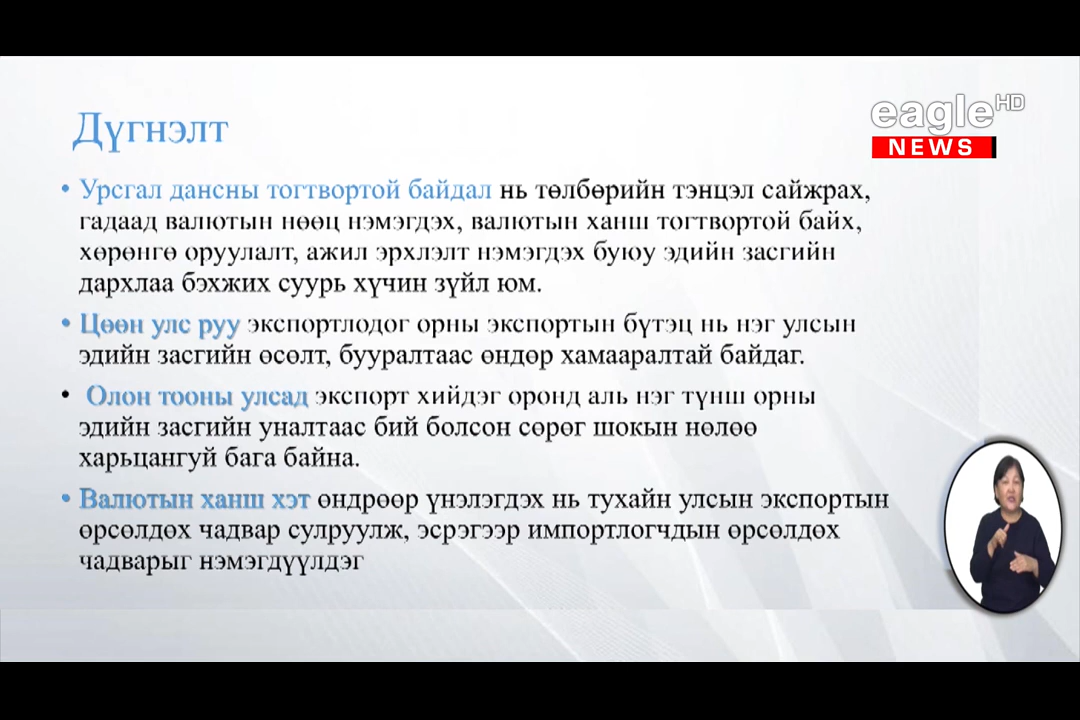 eagle HD
NEWS
Дүгнэлт
• Урсгал дансны тогтвортой байдал нь төлбөрийн тэнцэл сайжрах,
гадаад валютын нөөц нэмэгдэх, валютын ханш тогтвортой байх,
хөрөнгө оруулалт, ажил эрхлэлт нэмэгдэх буюу эдийн засгийн
дархлаа бэхжих суурь хүчин зүйл юм.
• Цөөн улс руу экспортлодог орны экспортын бүтэц нь нэг улсын
эдийн засгийн өсөлт, бууралтаас өндөр хамааралтай байдаг.
• Олон тооны улсад экспорт хийдэг оронд аль нэг түнш орны
эдийн засгийн уналтаас бий болсон сөрөг шокын нөлөө
харьцангуй бага байна.
• Валютын ханш хэт өндрөөр үнэлэгдэх нь тухайн улсын экспортын
өрсөлдөх чадвар сулруулж, эсрэгээр импортлогчдын өрсөлдөх
чадварыг нэмэгдүүлдэг